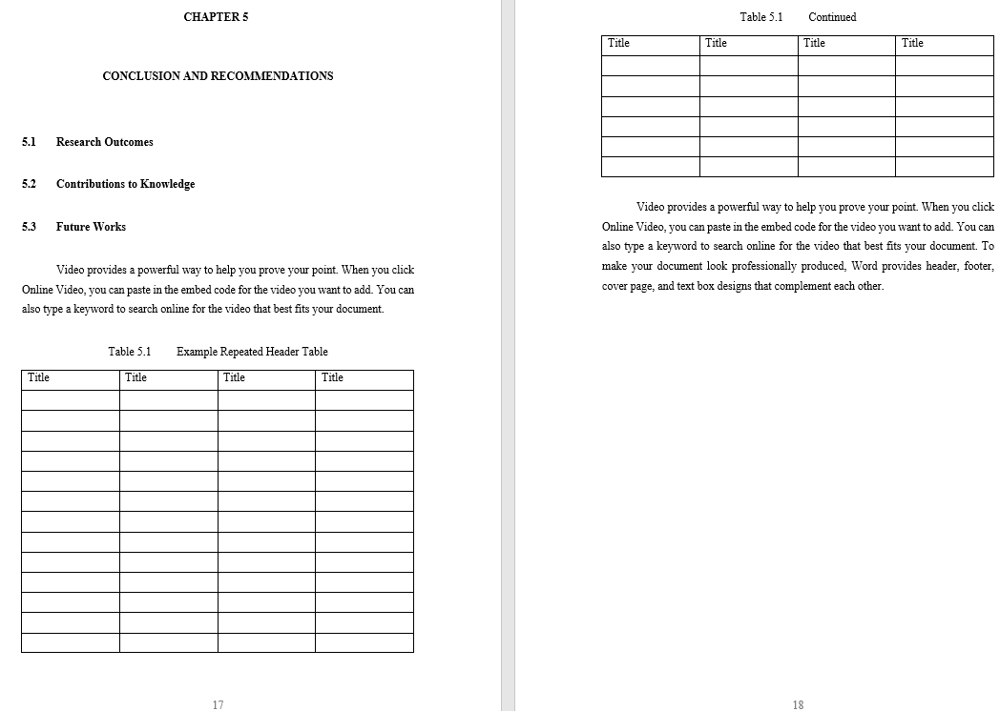 CHAPTER 5
CONCLUSION AND RECOMMENDATIONS
5.1 Research Outcomes
5.2 Contributions to Knowledge
5.3 Future Works
Video provides a powerful way to help you prove your point. When you click
Online Video, you can paste in the embed code for the video you want to add. You can
also type a keyword to search online for the video that best fits your document.
Table 5.1 Example Repeated Header Table
Title Title Title Title
17
Table 5.1 Continued
Title Title Title Title
Video provides a powerful way to help you prove your point. When you click
Online Video, you can paste in the embed code for the video you want to add. You can
also type a keyword to search online for the video that best fits your document. To
make your document look professionally produced, Word provides header, footer,
cover page, and text box designs that complement each other.
18